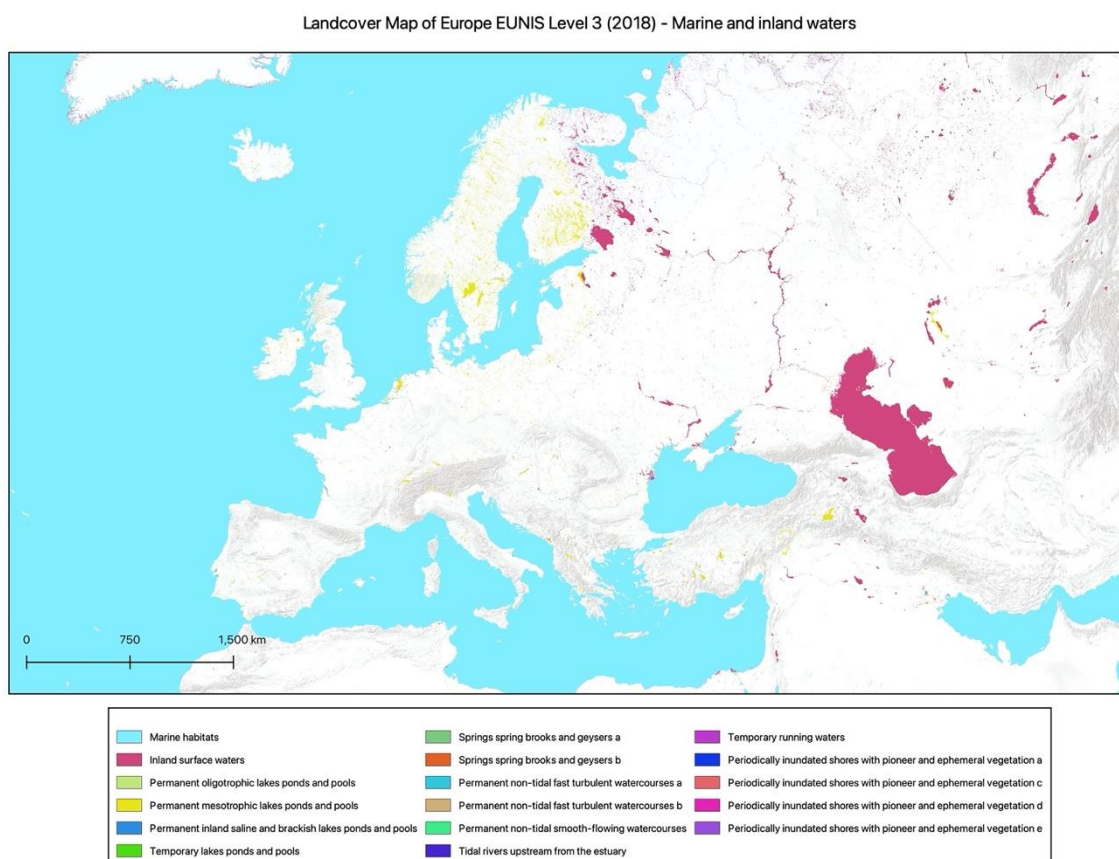 Landcover Map of Europe EUNIS Level 3 (2018) - Marine and inland waters
0 750 1,500 km
Marine habitats
Inland surface waters
Permanent oligotrophic lakes ponds and pools
Permanent mesotrophic lakes ponds and pools
Permanent inland saline and brackish lakes ponds and pools
Temporary lakes ponds and pools
Springs spring brooks and geysers a
Springs spring brooks and geysers b
Permanent non-tidal fast turbulent watercourses a
Permanent non-tidal fast turbulent watercourses b
Permanent non-tidal smooth-flowing watercourses
Tidal rivers upstream from the estuary
Temporary running waters
Periodically inundated shores with pioneer and ephemeral vegetation a
Periodically inundated shores with pioneer and ephemeral vegetation c
Periodically inundated shores with pioneer and ephemeral vegetation d
Periodically inundated shores with pioneer and ephemeral vegetation e